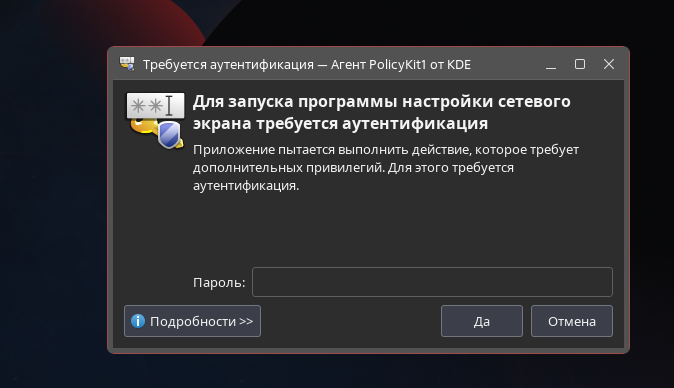 Требуется аутентификация — Агент PolicyKit1 от KDE
Для запуска программы настройки сетевого
экрана требуется аутентификация
Приложение пытается выполнить действие, которое требует
дополнительных привилегий. Для этого требуется
аутентификация.
Пароль:
Подробности >>
Да
Отмена